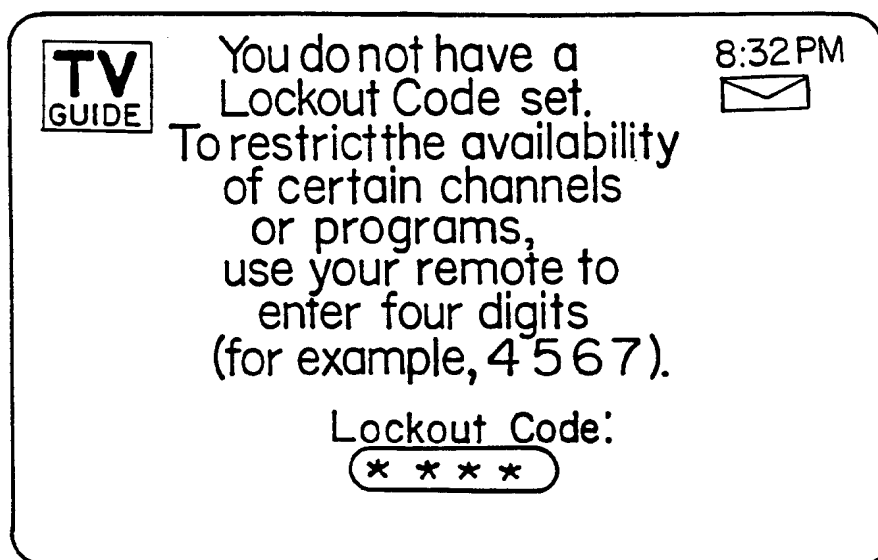 TV
GUIDE
You do not have a
Lockout Code set.
To restrict the availability
of certain channels
or programs,
use your remote to
enter four digits
(for example, 4567).
8:32 PM
Lockout Code:
* * * *